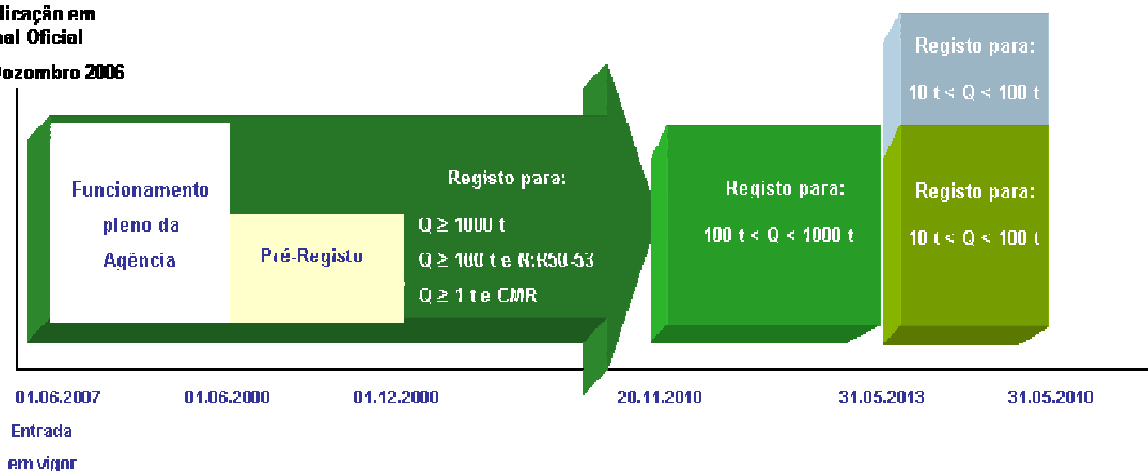 licação em
nal Oficial
Dozombro 2006
Registo para:
10 t < Q < 100 t
Funcionamento
pleno da
Agência
Pré-Registo
Registo para:
Q ≥ 1000 t
Q ≥ 100 t e N:R50-53
Q ≥ 1 t e CMR
Registo para:
100 t < Q < 1000 t
Registo para:
10 t < Q < 100 t
01.06.2007
01.06.2000
01.12.2000
20.11.2010
31.05.2013
31.05.2010
Entrada
em vigor